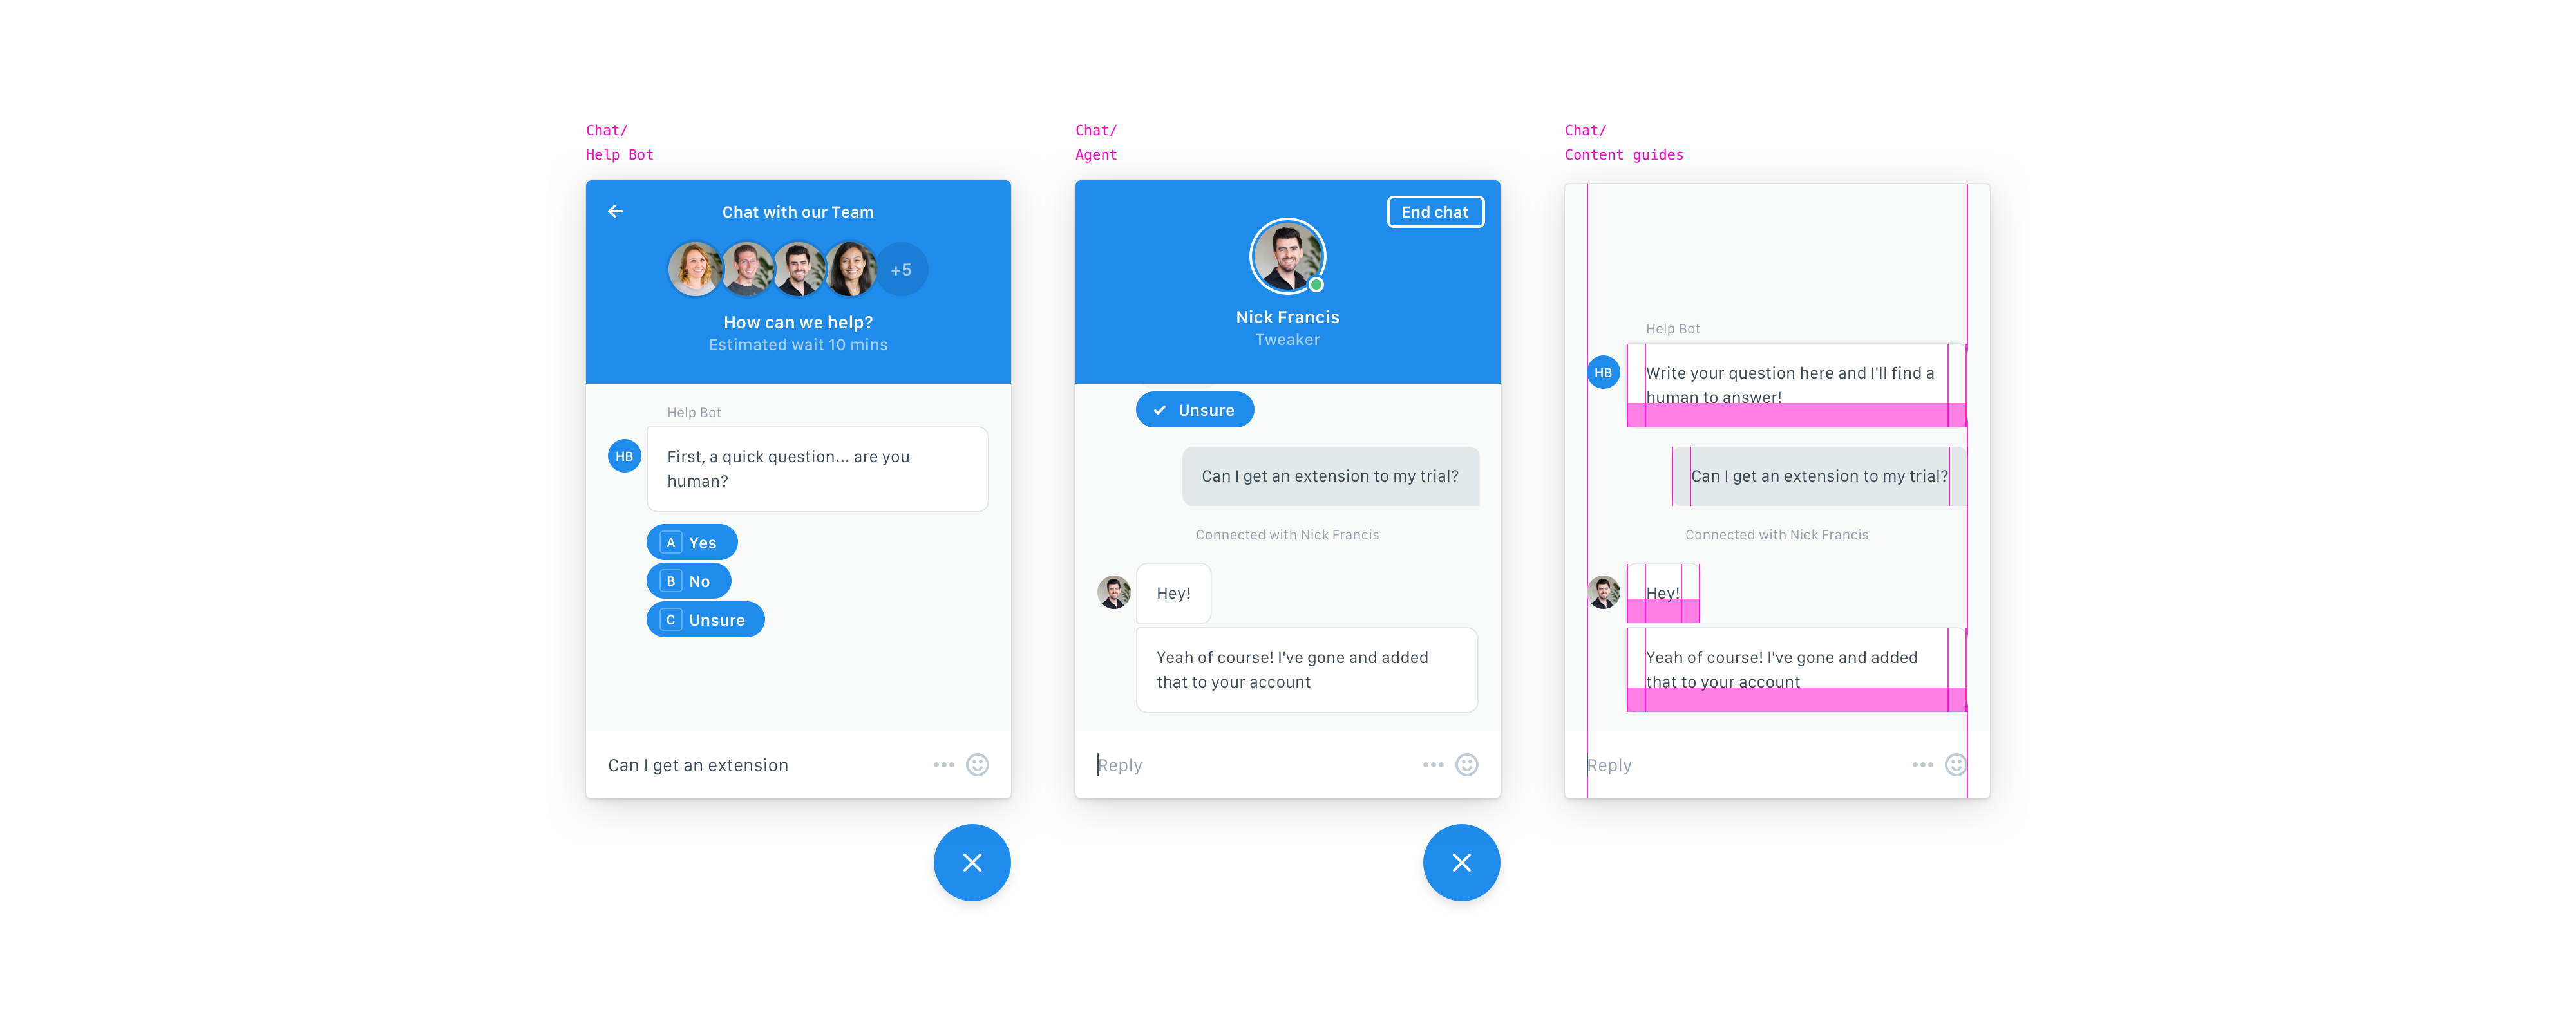 Chat/
Help Bot
Chat with our Team
+5
How can we help?
Estimated wait 10 mins
Help Bot
HB
First, a quick question... are you
human?
A Yes
B No
C Unsure
Can I get an extension
Chat/
Agent
End chat
Nick Francis
Tweaker
Unsure
Can I get an extension to my trial?
Connected with Nick Francis
Hey!
Yeah of course! I've gone and added
that to your account
Reply
Chat/
Content guides
Help Bot
HB
Write your question here and I'll find a
human to answer!
Can I get an extension to my trial?
Connected with Nick Francis
Hey!
Yeah of course! I've gone and added
that to your account
Reply